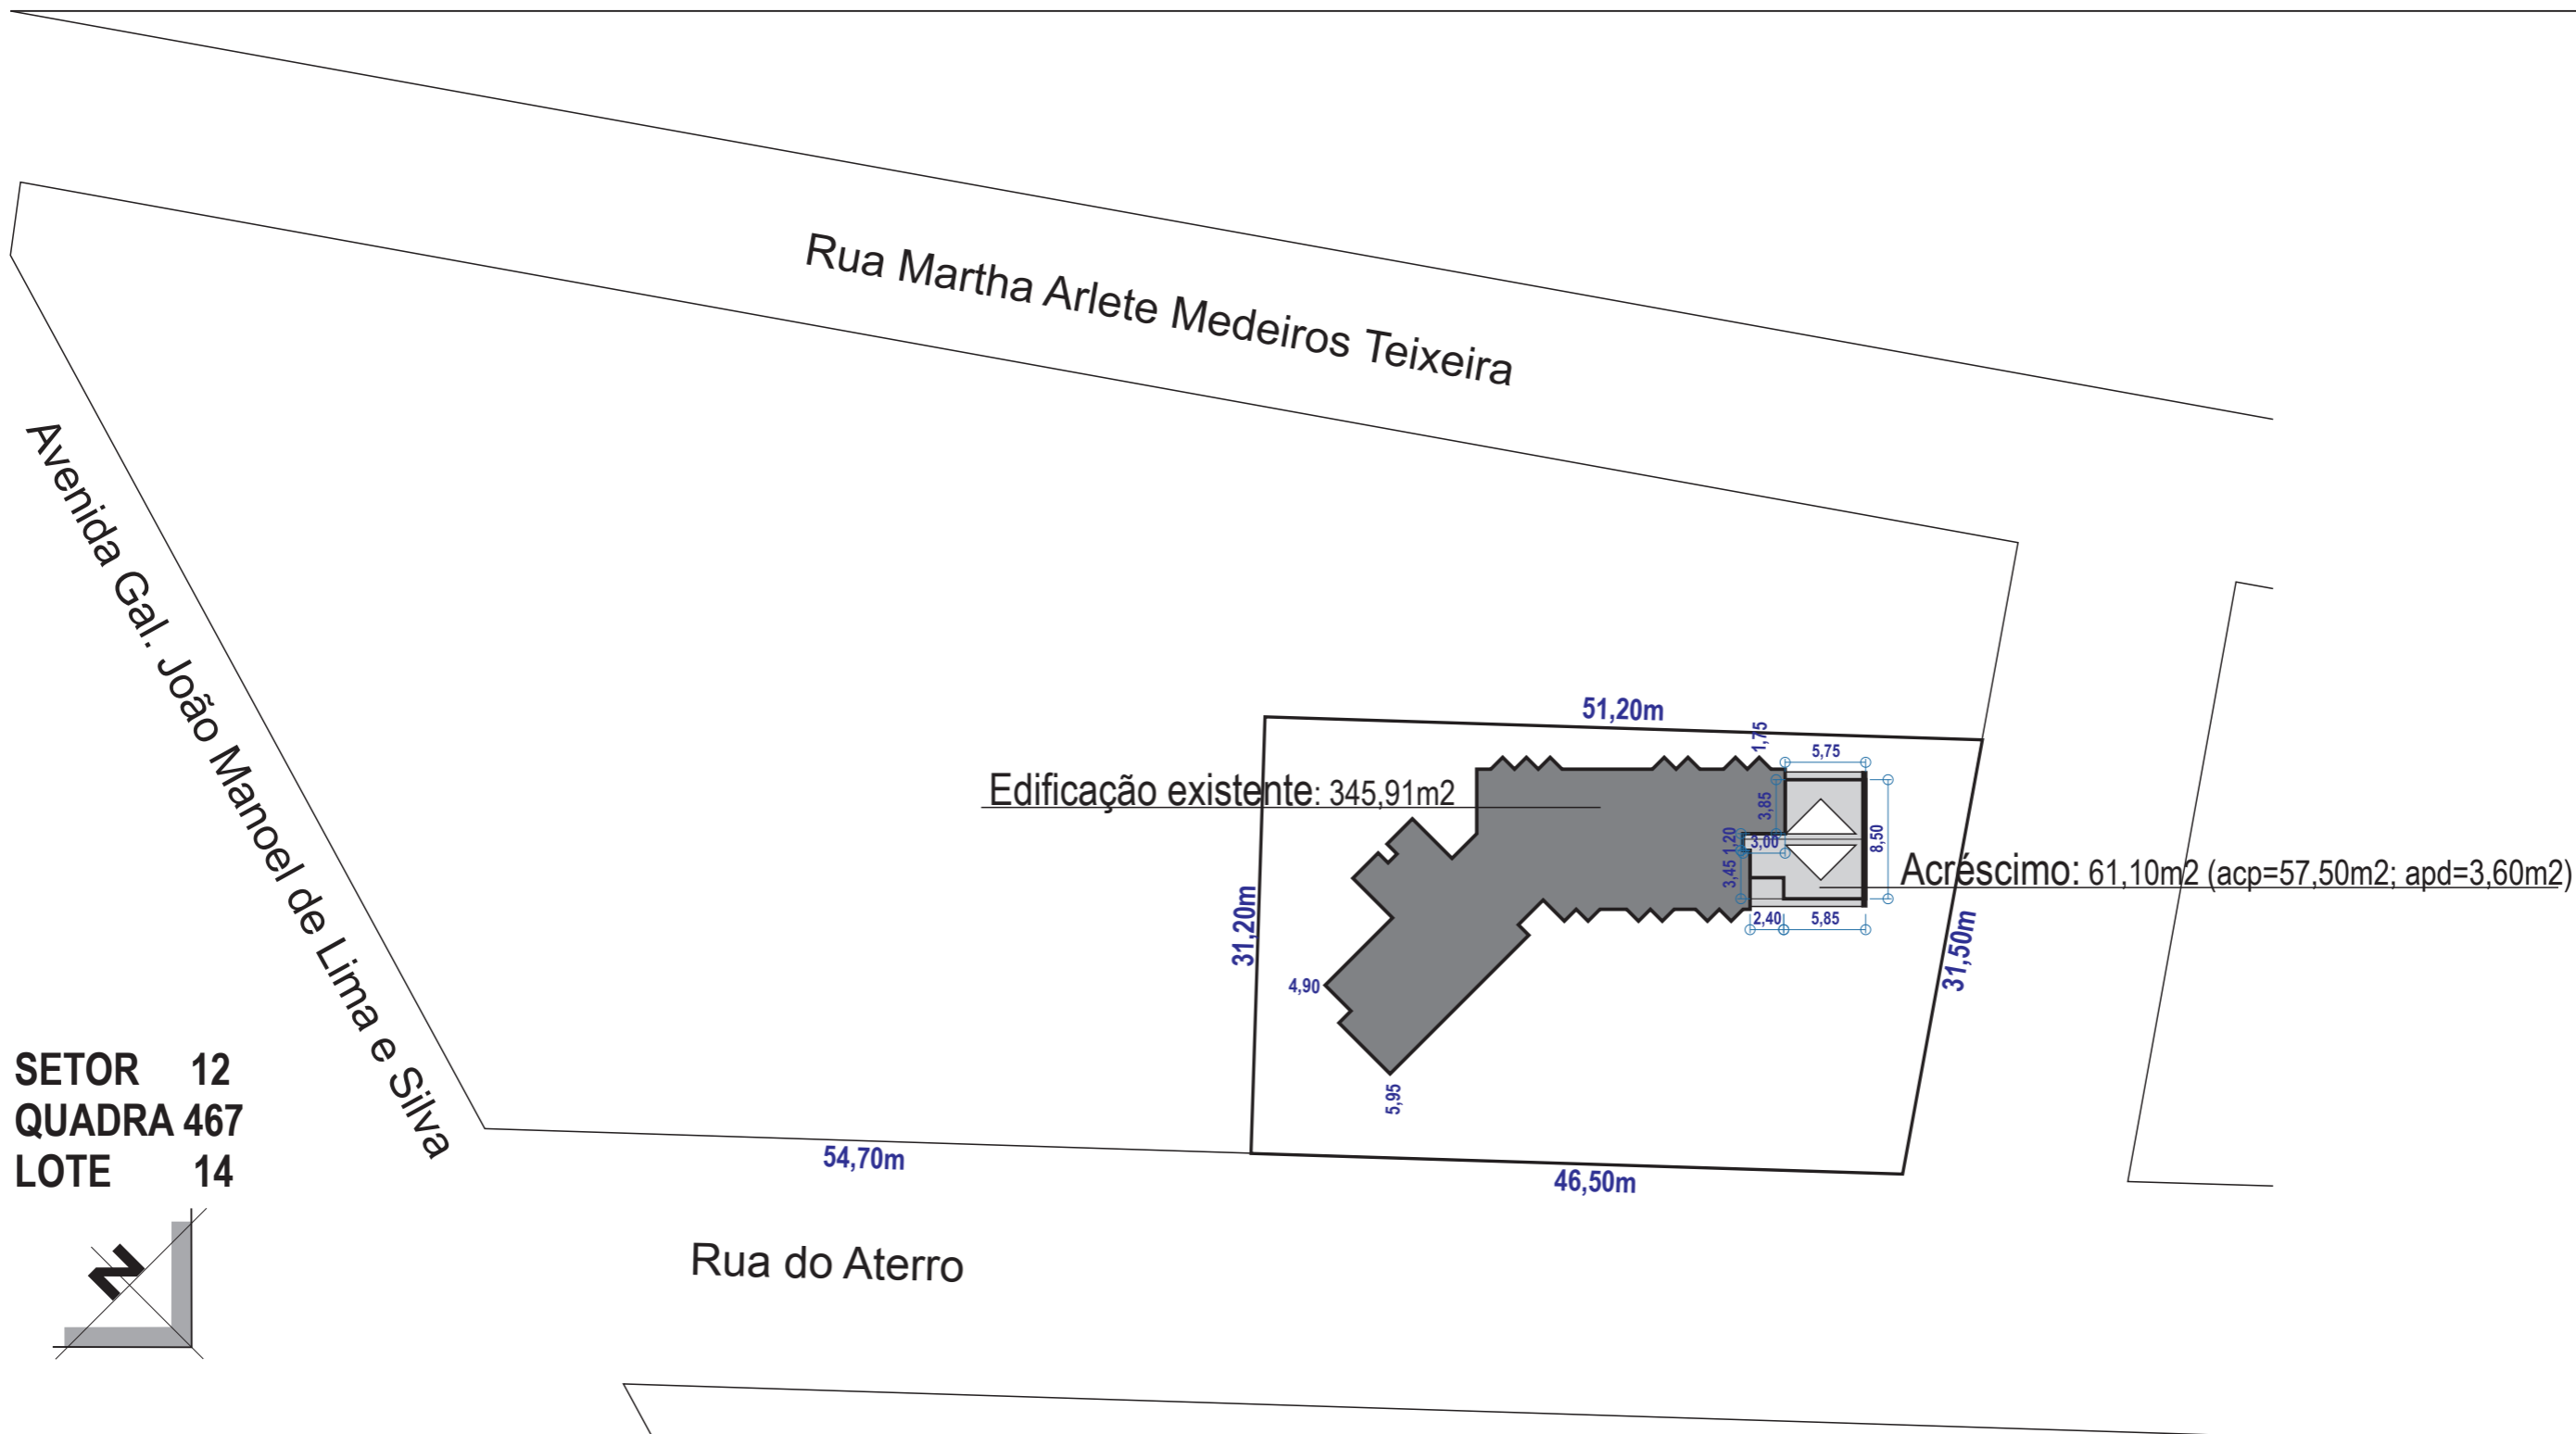 Rua Martha Arlete Medeiros Teixeira
Avenida Gal. João Manoel de Lima e Silva
51,20m
1,75
5,75
Edificação existente: 345,91m2
3,85
1,20
3,00
8,50
3,45
Acréscimo: 61,10m2 (acp=57,50m2; apd=3,60m2)
2,40
5,85
31,20m
31,50m
4,90
5,95
SETOR 12
QUADRA 467
LOTE 14
54,70m
46,50m
Rua do Aterro
N